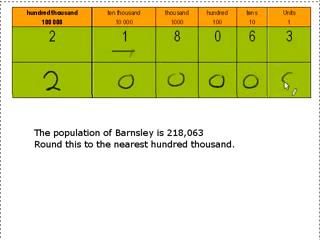 hundred thousand ten thousand thousand hundred tens Units
100 000 10 000 1000 100 10 1
2 1 8 0 6 3
2 0 0 0 0
The population of Barnsley is 218,063
Round this to the nearest hundred thousand.